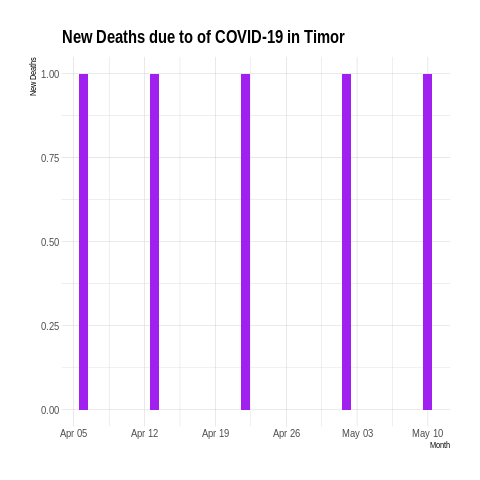 New Deaths due to of COVID-19 in Timor
New Deaths
1.00
0.75
0.50
0.25
0.00
Apr 05 Apr 12 Apr 19 Apr 26 May 03 May 10
Month